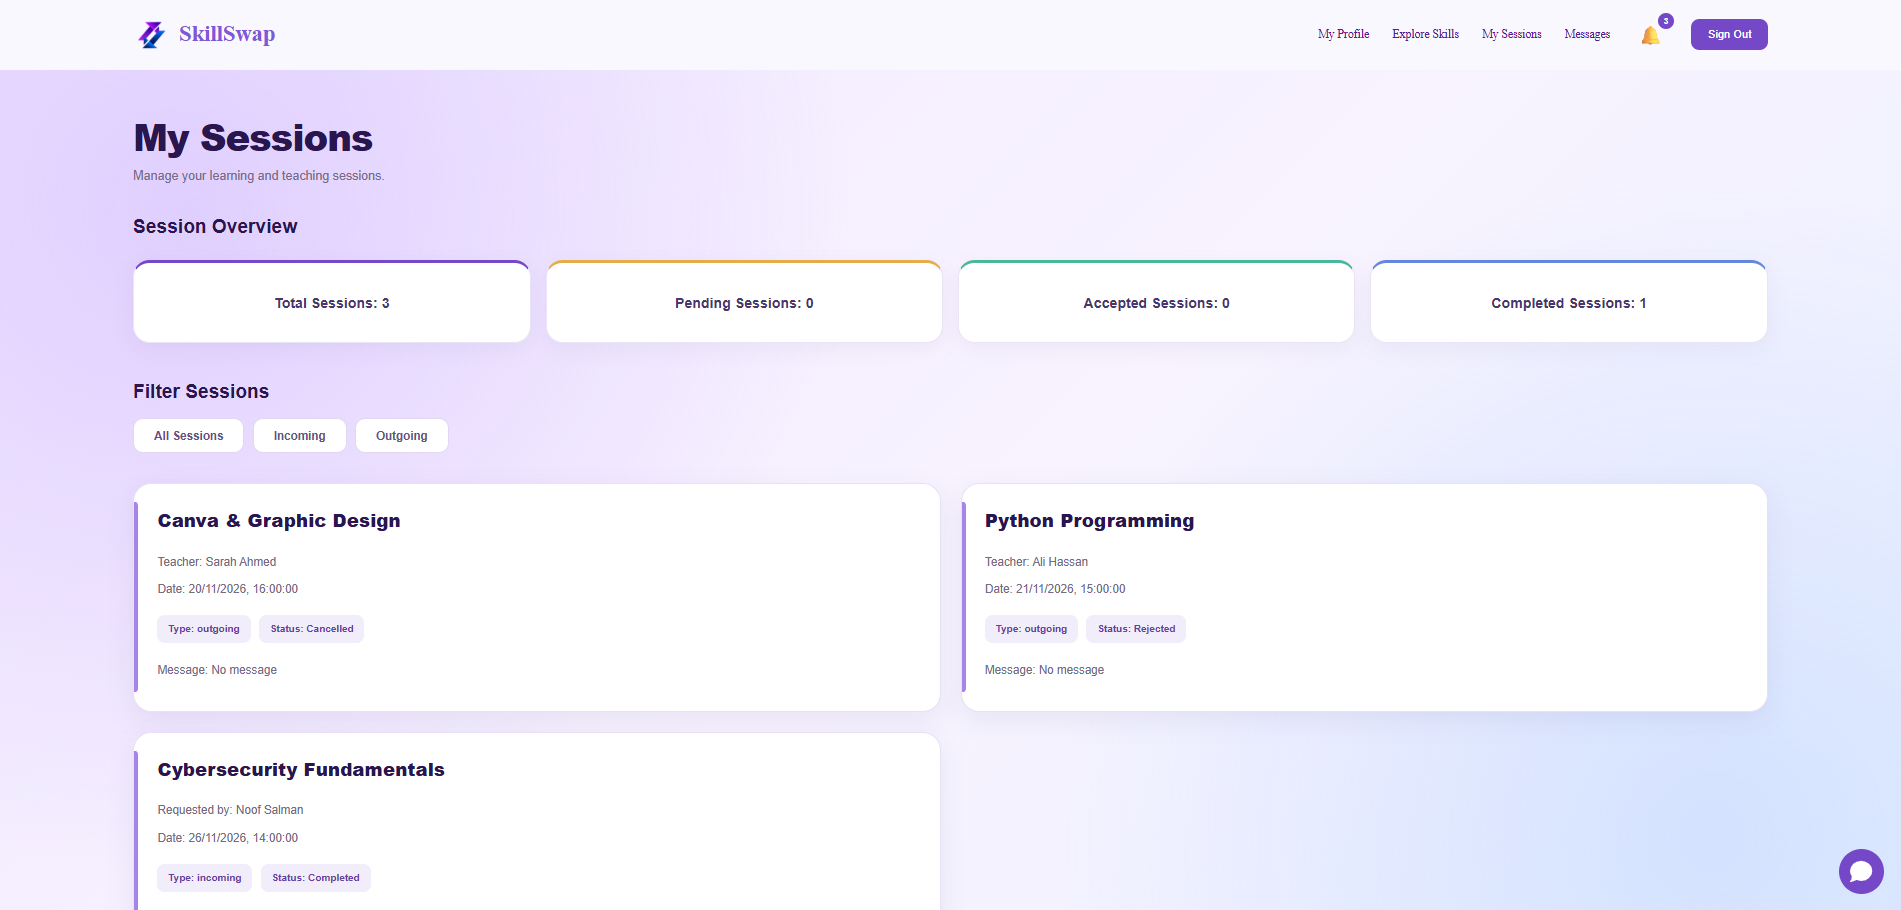 SkillSwap
My Profile
Explore Skills
My Sessions
Messages
3
Sign Out
My Sessions
Manage your learning and teaching sessions.
Session Overview
Total Sessions: 3
Pending Sessions: 0
Accepted Sessions: 0
Completed Sessions: 1
Filter Sessions
All Sessions
Incoming
Outgoing
Canva & Graphic Design
Teacher: Sarah Ahmed
Date: 20/11/2026, 16:00:00
Type: outgoing
Status: Cancelled
Message: No message
Python Programming
Teacher: Ali Hassan
Date: 21/11/2026, 15:00:00
Type: outgoing
Status: Rejected
Message: No message
Cybersecurity Fundamentals
Requested by: Noof Salman
Date: 26/11/2026, 14:00:00
Type: incoming
Status: Completed